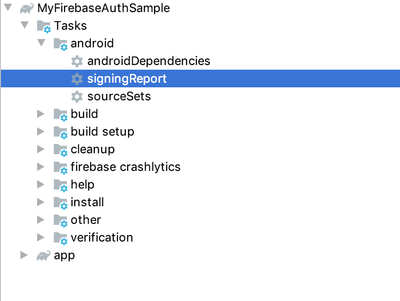 MyFirebaseAuthSample
Tasks
android
androidDependencies
signingReport
sourceSets
build
build setup
cleanup
firebase crashlytics
help
install
other
verification
app